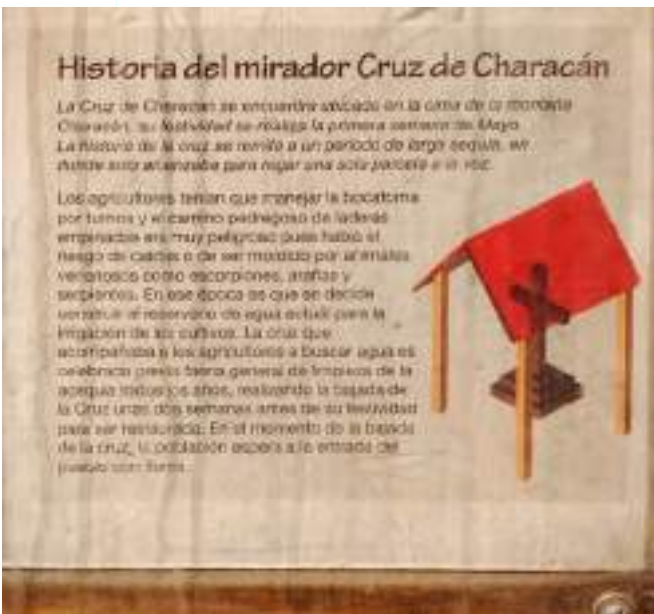 Historia del mirador Cruz de Characán
La Cruz de Characán se encuentra ubicada en la cima de la montaña
Characán, su festividad se realiza la primera semana de Mayo.
La historia de la cruz se remite a un periodo de larga sequía, en
donde solo alcanzaba para regar una sola parcela a la vez.
Los agricultores tenían que manejar la bocatoma
por turnos y el camino pedregoso de laderas
empinadas era muy peligroso pues había el
riesgo de caídas o de ser mordido por animales
venenosos como escorpiones, arañas y
serpientes. En ese época es que se decide
construir el reservorio de agua actual para la
irrigación de los cultivos. La cruz que
acompañaba a los agricultores a buscar agua es
celebrada previa faena general de limpieza de la
acequia todos los años, realizando la bajada de
la Cruz unas dos semanas antes de su festividad
para ser restaurada. En el momento de la bajada
de la cruz, la población espera a la entrada del
pueblo con